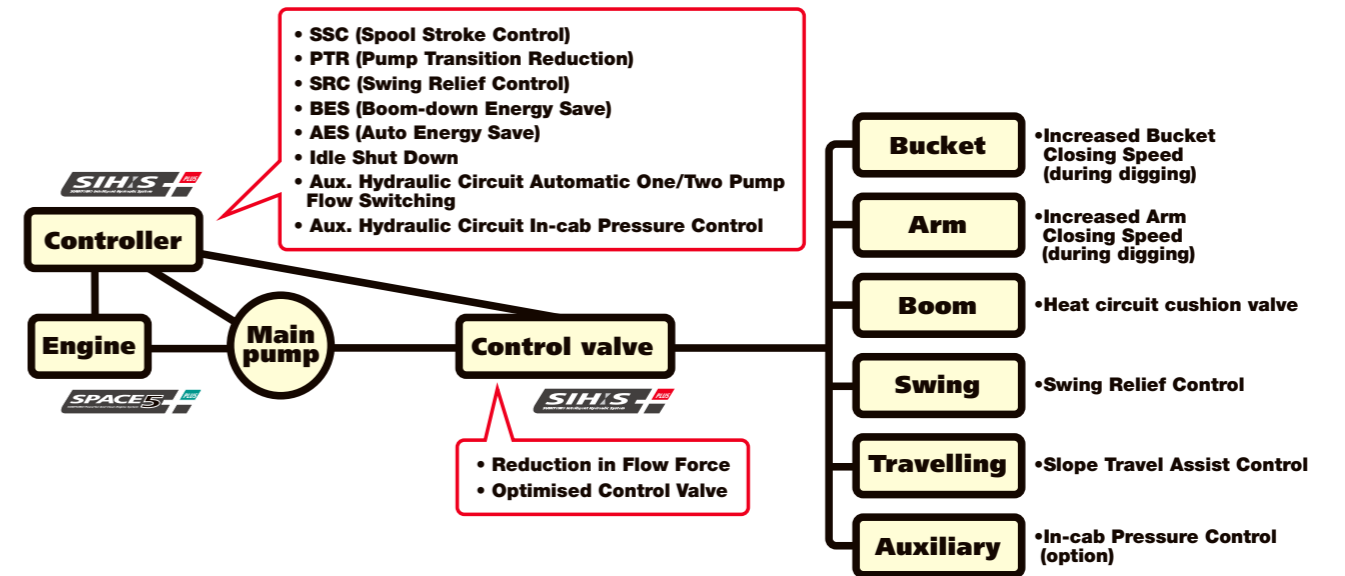 • SSC (Spool Stroke Control)
• PTR (Pump Transition Reduction)
• SRC (Swing Relief Control)
• BES (Boom-down Energy Save)
• AES (Auto Energy Save)
• Idle Shut Down
• Aux. Hydraulic Circuit Automatic One/Two Pump
Flow Switching
• Aux. Hydraulic Circuit In-cab Pressure Control
SIH:S PLUS
Controller
Engine
Main
pump
Control valve
SPACE5 PLUS
SIH:S PLUS
• Reduction in Flow Force
• Optimised Control Valve
Bucket
•Increased Bucket
Closing Speed
(during digging)
Arm
•Increased Arm
Closing Speed
(during digging)
Boom
•Heat circuit cushion valve
Swing
•Swing Relief Control
Travelling
•Slope Travel Assist Control
Auxiliary
•In-cab Pressure Control
(option)